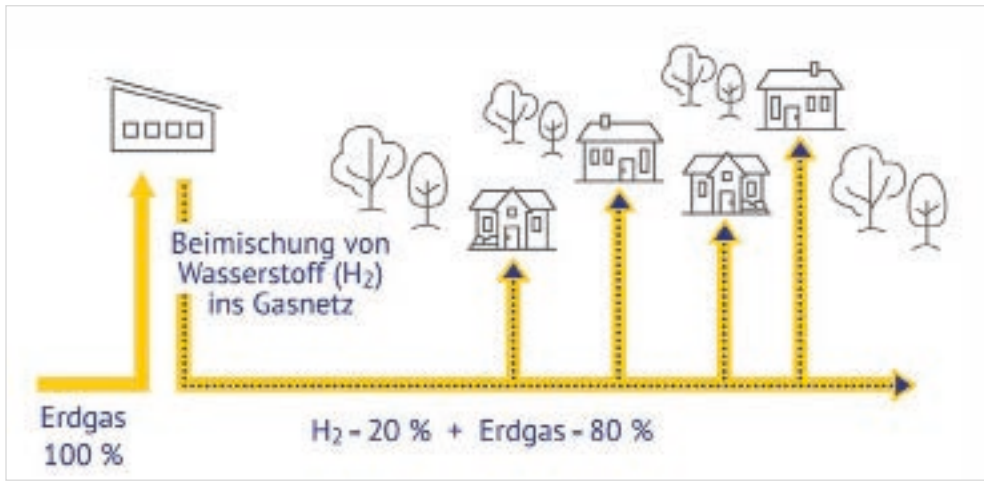 Beimischung von
Wasserstoff (H₂)
ins Gasnetz
Erdgas
100 %
H₂ - 20 % + Erdgas - 80 %